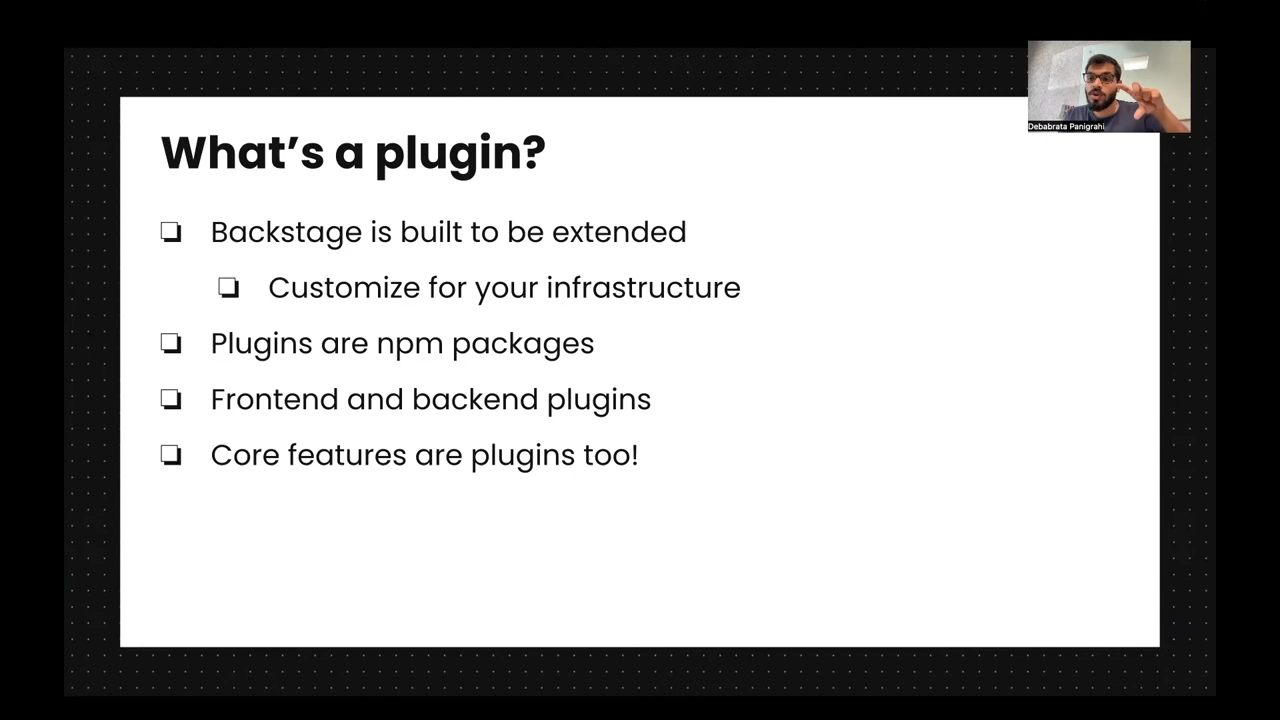 Debabrata Panigrahi
What’s a plugin?
❏ Backstage is built to be extended
❏ Customize for your infrastructure
❏ Plugins are npm packages
❏ Frontend and backend plugins
❏ Core features are plugins too!